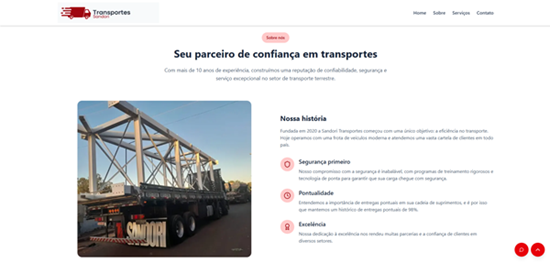 Transportes
Sandori
Home Sobre Serviços Contato
Sobre nós
Seu parceiro de confiança em transportes
Com mais de 10 anos de experiência, construímos uma reputação de confiabilidade, segurança e
serviço excepcional no setor de transporte terrestre.
Nossa história
Fundada em 2020 a Sandori Transportes começou com uma único objetivo: a eficiência no transporte.
Hoje operamos com uma frota de veículos moderna e atendemos uma vasta cartela de clientes em todo
país.
Segurança primeiro
Nosso compromisso com a segurança é inabalável, com programas de treinamento rigorosos e
tecnologia de ponta para garantir que sua carga chegue com segurança.
Pontualidade
Entendemos a importância de entregas pontuais em sua cadeia de suprimentos, e é por isso
que mantemos um histórico de entregas pontuais de 98%.
Excelência
Nossa dedicação à excelência nos rendeu muitas parcerias e a confiança de clientes em
diversos setores.
SANDORI